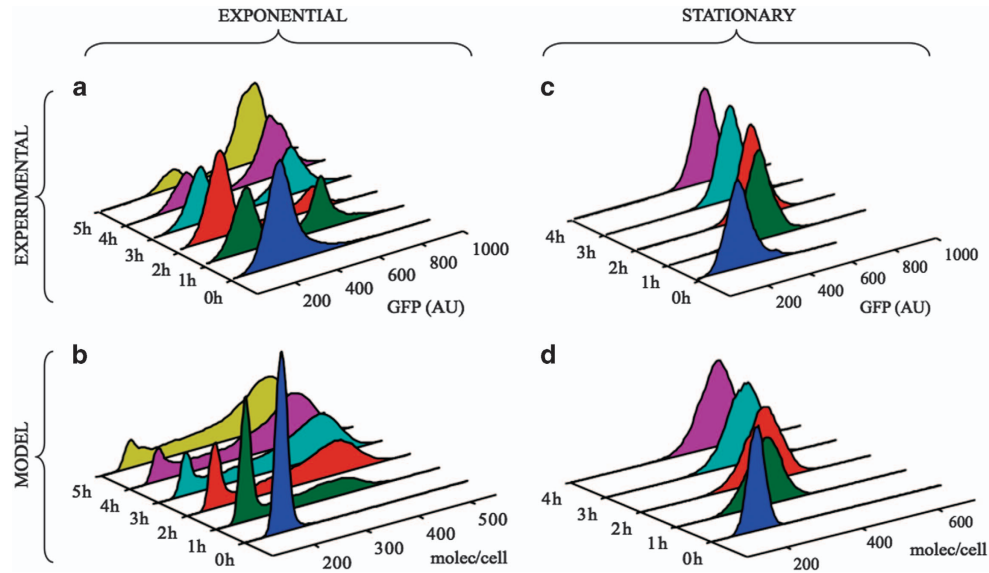 EXPONENTIAL
STATIONARY
EXPERIMENTAL
MODEL
a
5h
4h
3h
2h
1h
0h
200
400
600
800
1000
GFP (AU)
c
4h
3h
2h
1h
0h
200
400
600
800
1000
GFP (AU)
b
5h
4h
3h
2h
1h
0h
200
300
400
500
molec/cell
d
4h
3h
2h
1h
0h
200
400
600
molec/cell